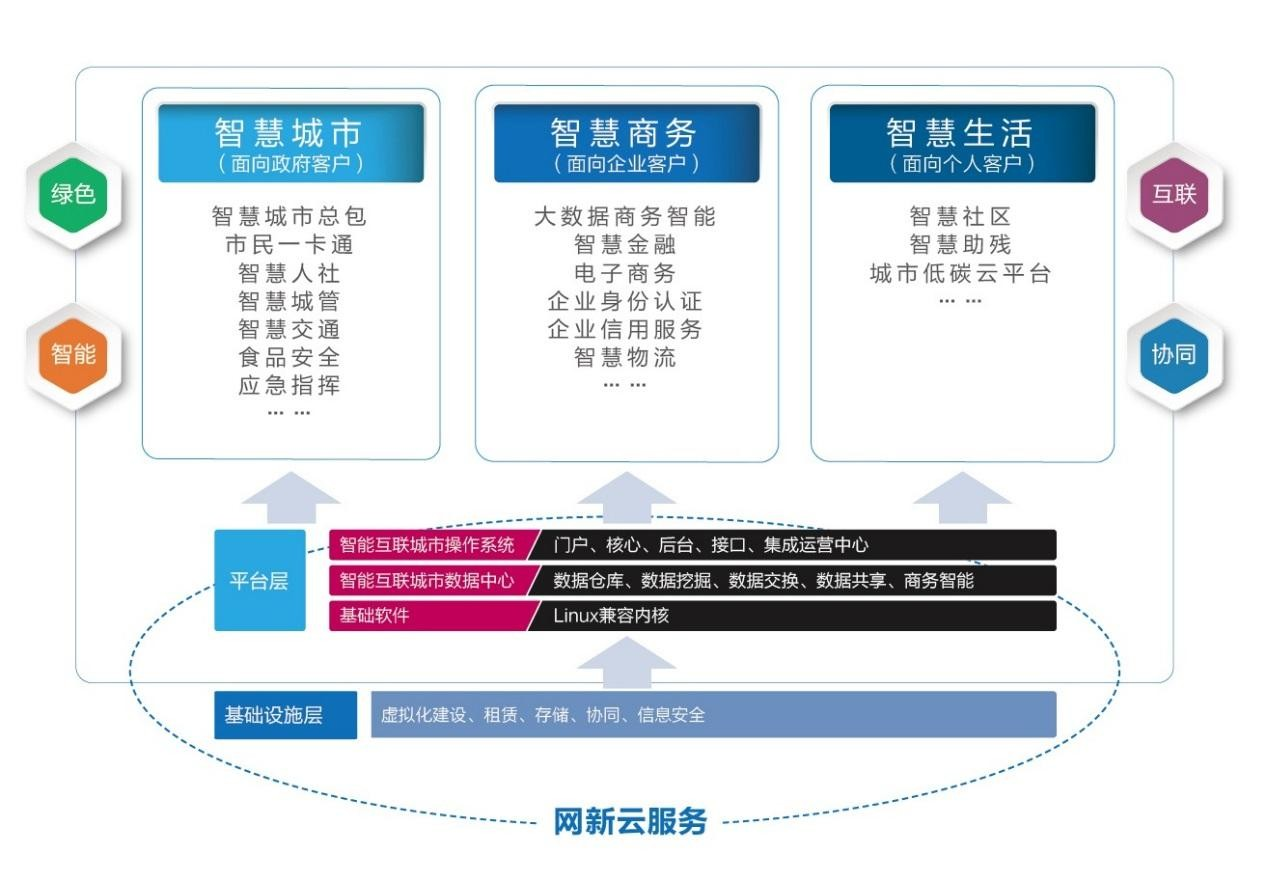 绿色
智能
互联
协同
智慧城市
（面向政府客户）
智慧城市总包
市民一卡通
智慧人社
智慧城管
智慧交通
食品安全
应急指挥
… …
智慧商务
（面向企业客户）
大数据商务智能
智慧金融
电子商务
企业身份认证
企业信用服务
智慧物流
… …
智慧生活
（面向个人客户）
智慧社区
智慧助残
城市低碳云平台
… …
平台层
智能互联城市操作系统 门户、核心、后台、接口、集成运营中心
智能互联城市数据中心 数据仓库、数据挖掘、数据交换、数据共享、商务智能
基础软件 Linux兼容内核
基础设施层 虚拟化建设、租赁、存储、协同、信息安全
网新云服务